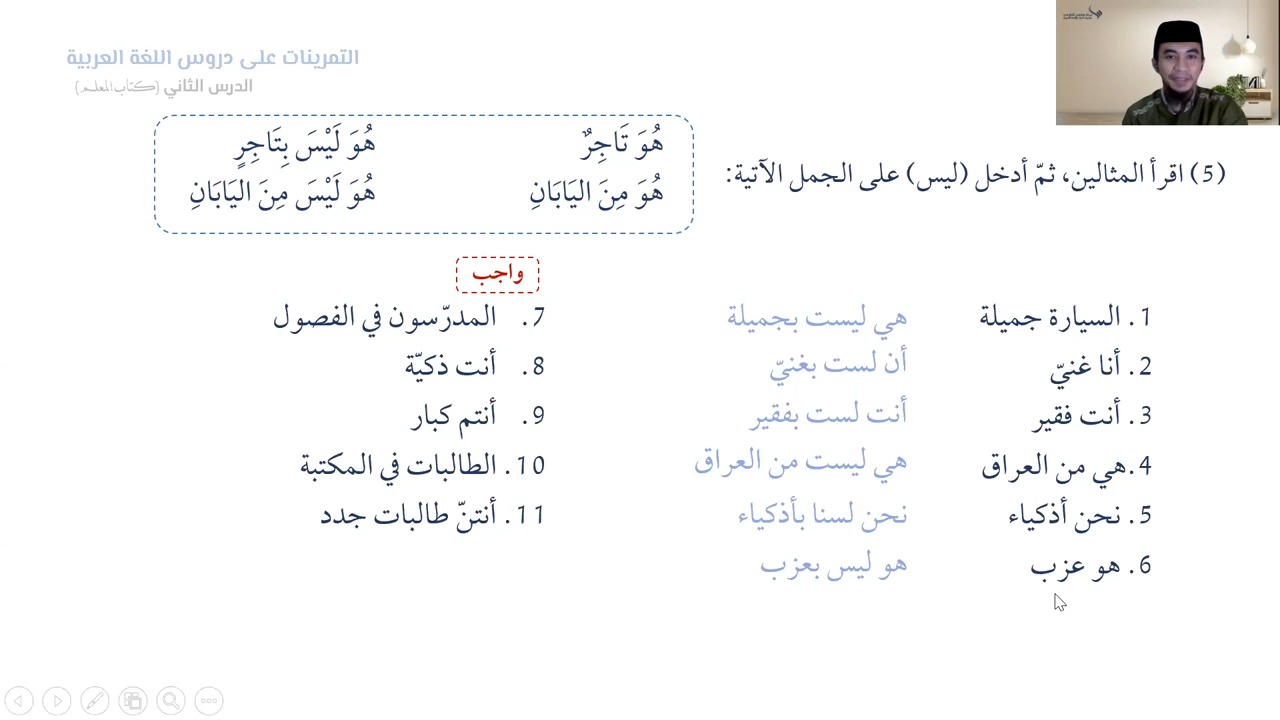 التمرينات على دروس اللغة العربية
الدرس الثاني (كتاب المعلم)
(5) اقرأ المثالين، ثمّ أدخل (ليس) على الجمل الآتية:
هُوَ تَاجِرٌ هُوَ لَيْسَ بِتَاجِرٍ
هُوَ مِنَ اليَابَانِ هُوَ لَيْسَ مِنَ اليَابَانِ
1. السيارة جميلة هي ليست بجميلة
2. أنا غنيّ أن لست بغنيّ
3. أنت فقير أنت لست بفقير
4. هي من العراق هي ليست من العراق
5. نحن أذكياء نحن لسنا بأذكياء
6. هو عزب هو ليس بعزب
واجب
7. المدرّسون في الفصول
8. أنت ذكيّة
9. أنتم كبار
10. الطالبات في المكتبة
11. أنتنّ طالبات جدد